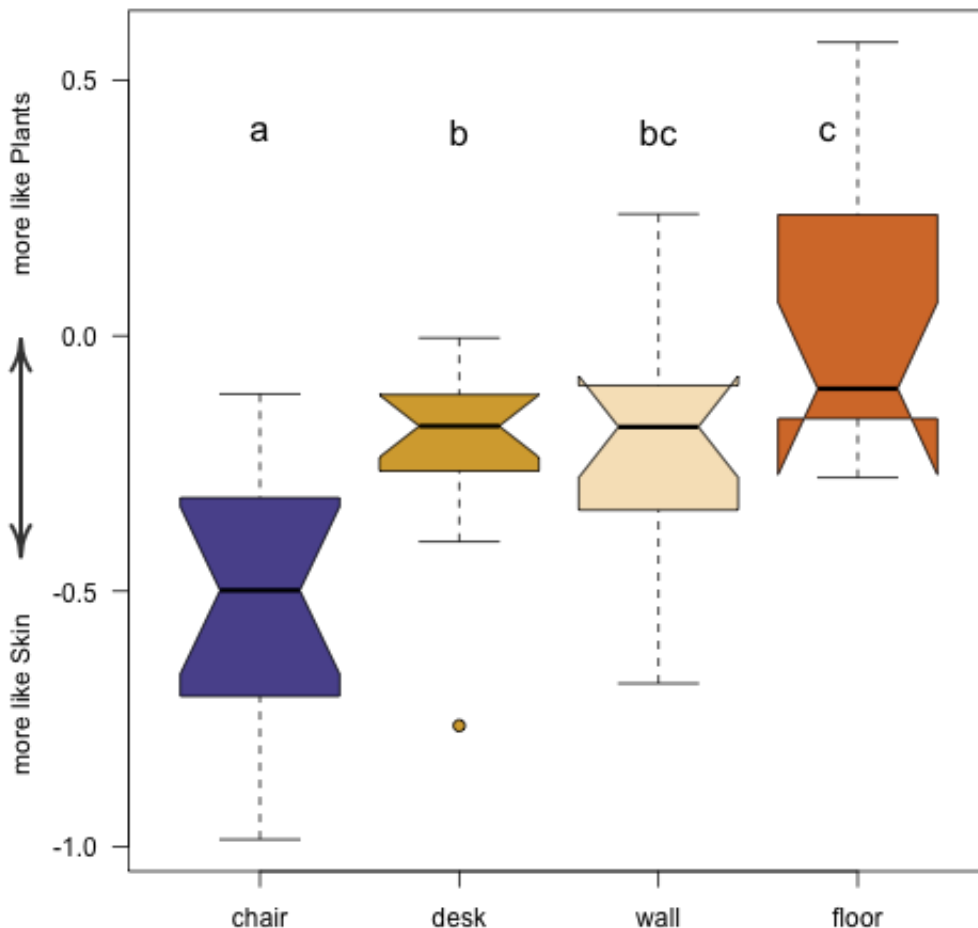 more like Plants
more like Skin
0.5
0.0
-0.5
-1.0
a b bc c
chair desk wall floor